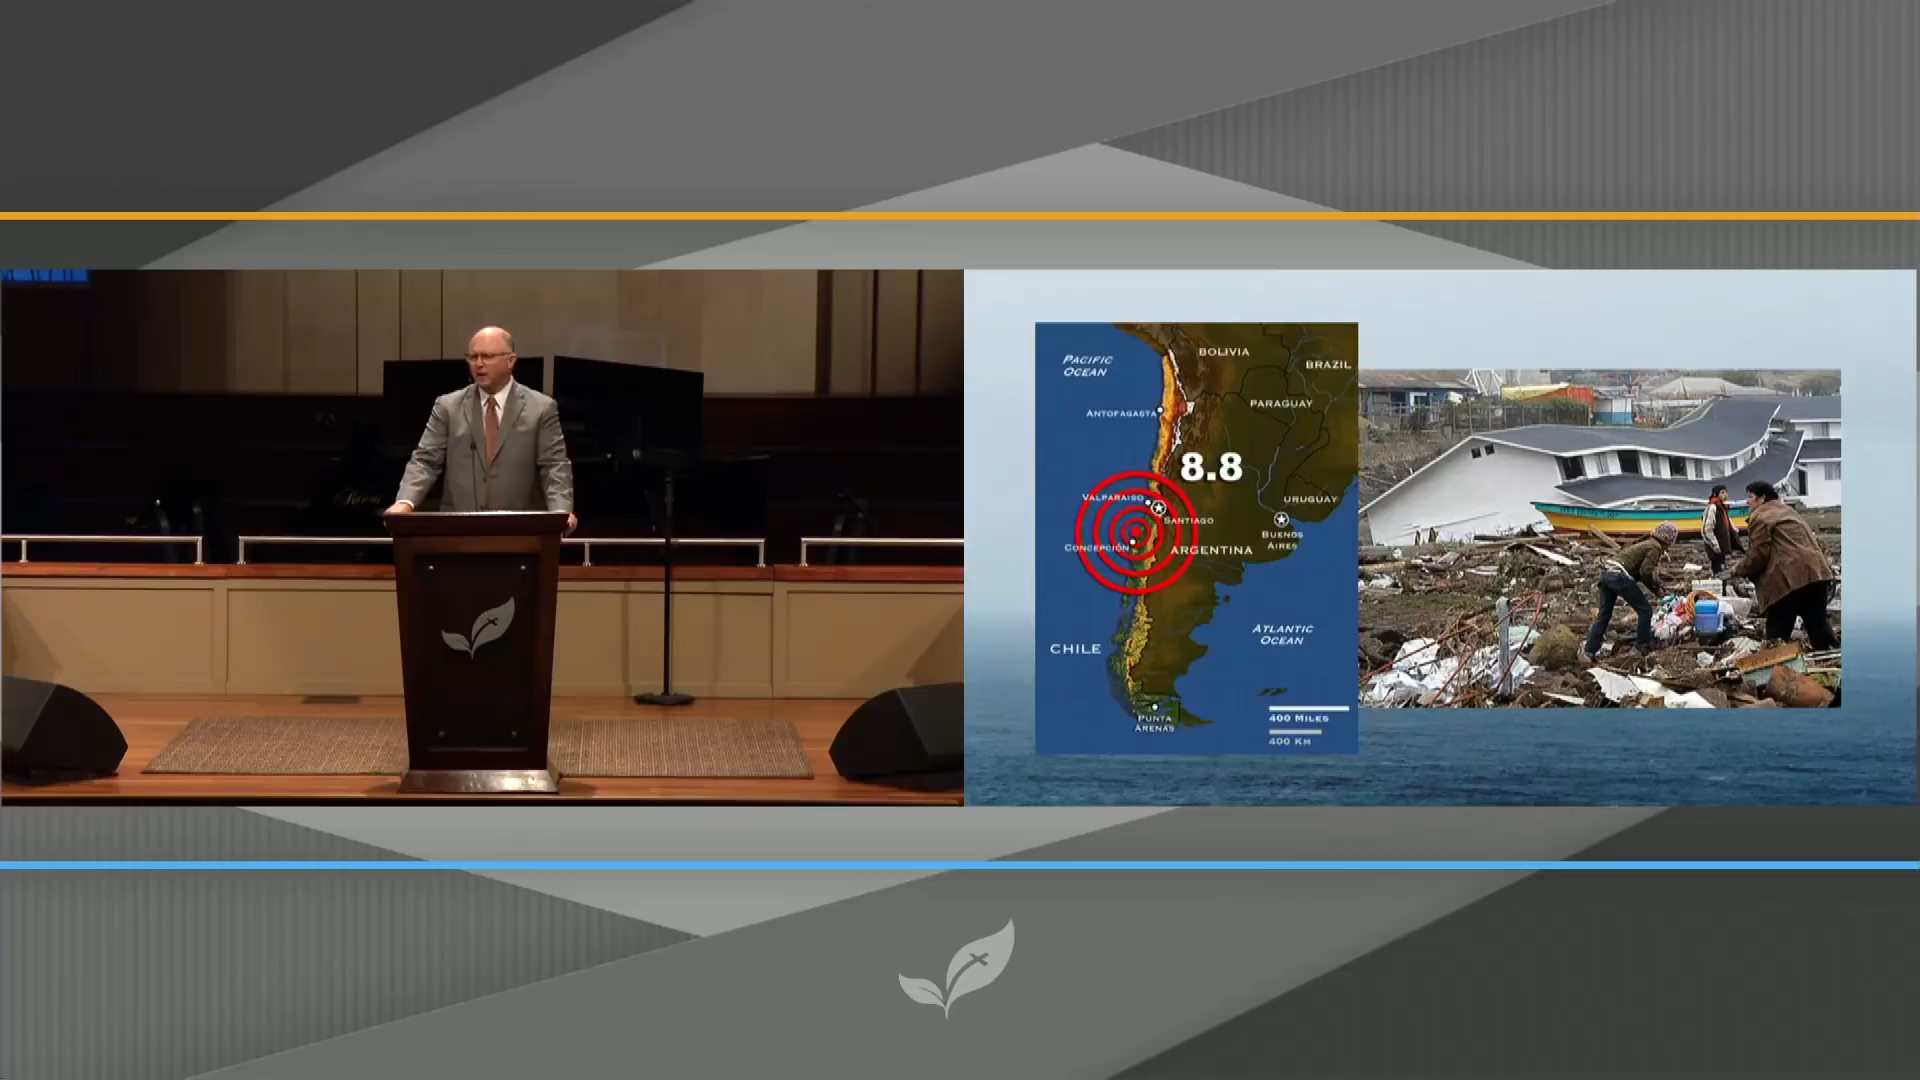 PACIFIC
OCEAN
BOLIVIA
BRAZIL
PARAGUAY
ANTOFAGASTA
8.8
VALPARAISO
URUGUAY
SANTIAGO
BUENOS
AIRES
CONCEPCIÓN
ARGENTINA
ATLANTIC
OCEAN
CHILE
PUNTA
ARENAS
400 MILES
400 KM